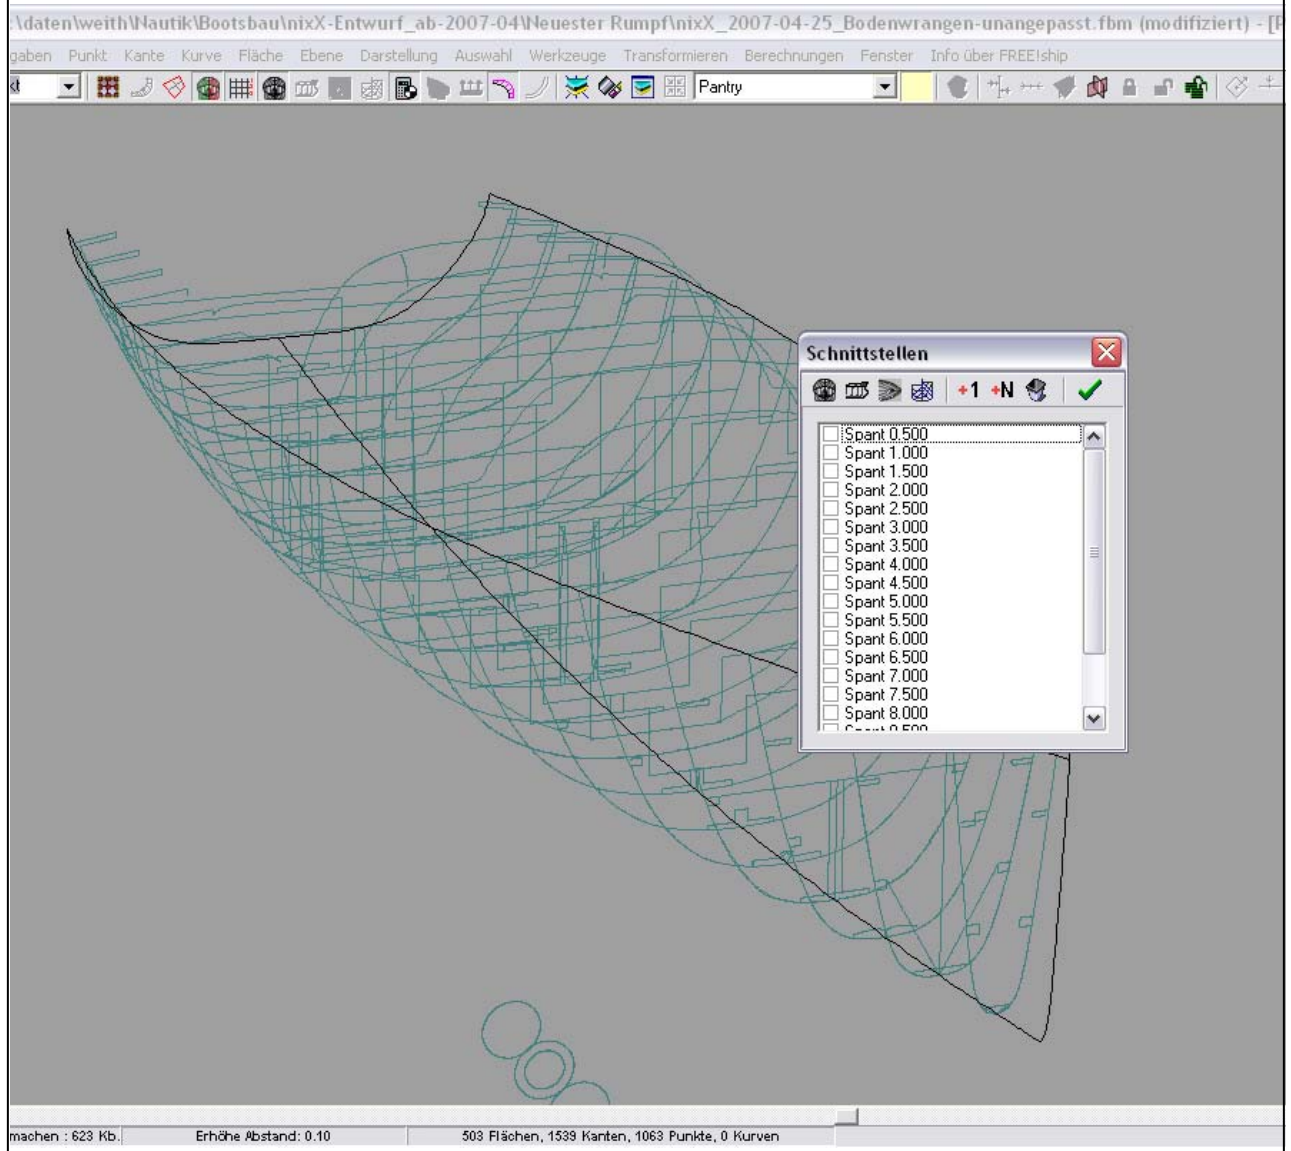 :\daten\weith\Nautik\Bootsbau\nixX-Entwurf_ab-2007-04\Neuester Rumpf\nixX_2007-04-25_Bodenwrangen-unangepasst.fbm (modifiziert) - [P
gaben Punkt Kante Kurve Fläche Ebene Darstellung Auswahl Werkzeuge Transformieren Berechnungen Fenster Info über FREE!ship
Pantry
Schnittstellen
+1 +N
Spant 0.500
Spant 1.000
Spant 1.500
Spant 2.000
Spant 2.500
Spant 3.000
Spant 3.500
Spant 4.000
Spant 4.500
Spant 5.000
Spant 5.500
Spant 6.000
Spant 6.500
Spant 7.000
Spant 7.500
Spant 8.000
machen : 623 Kb. Erhöhe Abstand: 0.10 503 Flächen, 1539 Kanten, 1063 Punkte, 0 Kurven